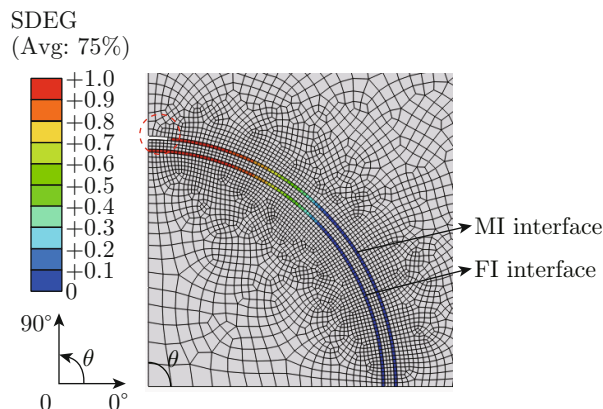 SDEG
(Avg: 75%)
+1.0
+0.9
+0.8
+0.7
+0.6
+0.5
+0.4
+0.3
+0.2
+0.1
0
MI interface
FI interface
90°
θ
θ
0
0°